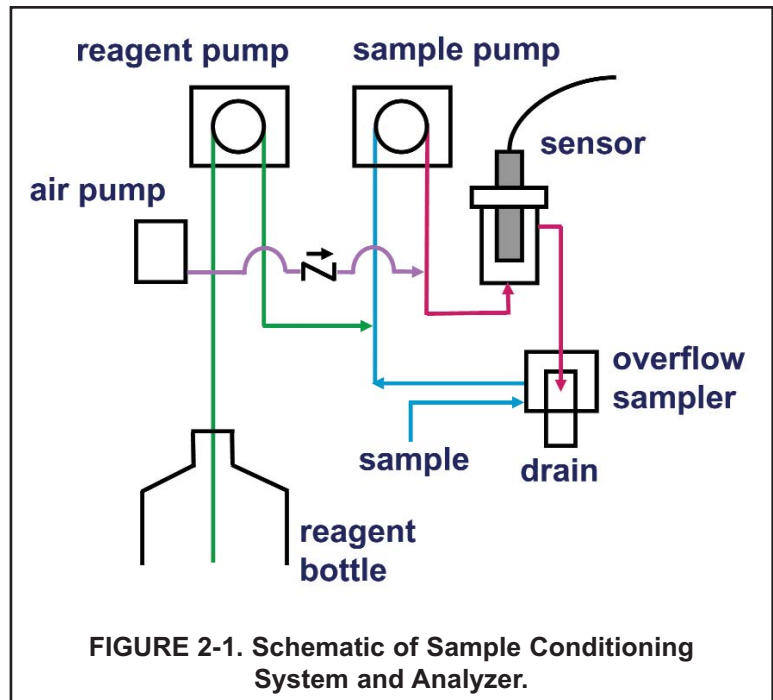 reagent pump
sample pump
sensor
air pump
overflow
sampler
sample
drain
reagent
bottle
FIGURE 2-1. Schematic of Sample Conditioning
System and Analyzer.